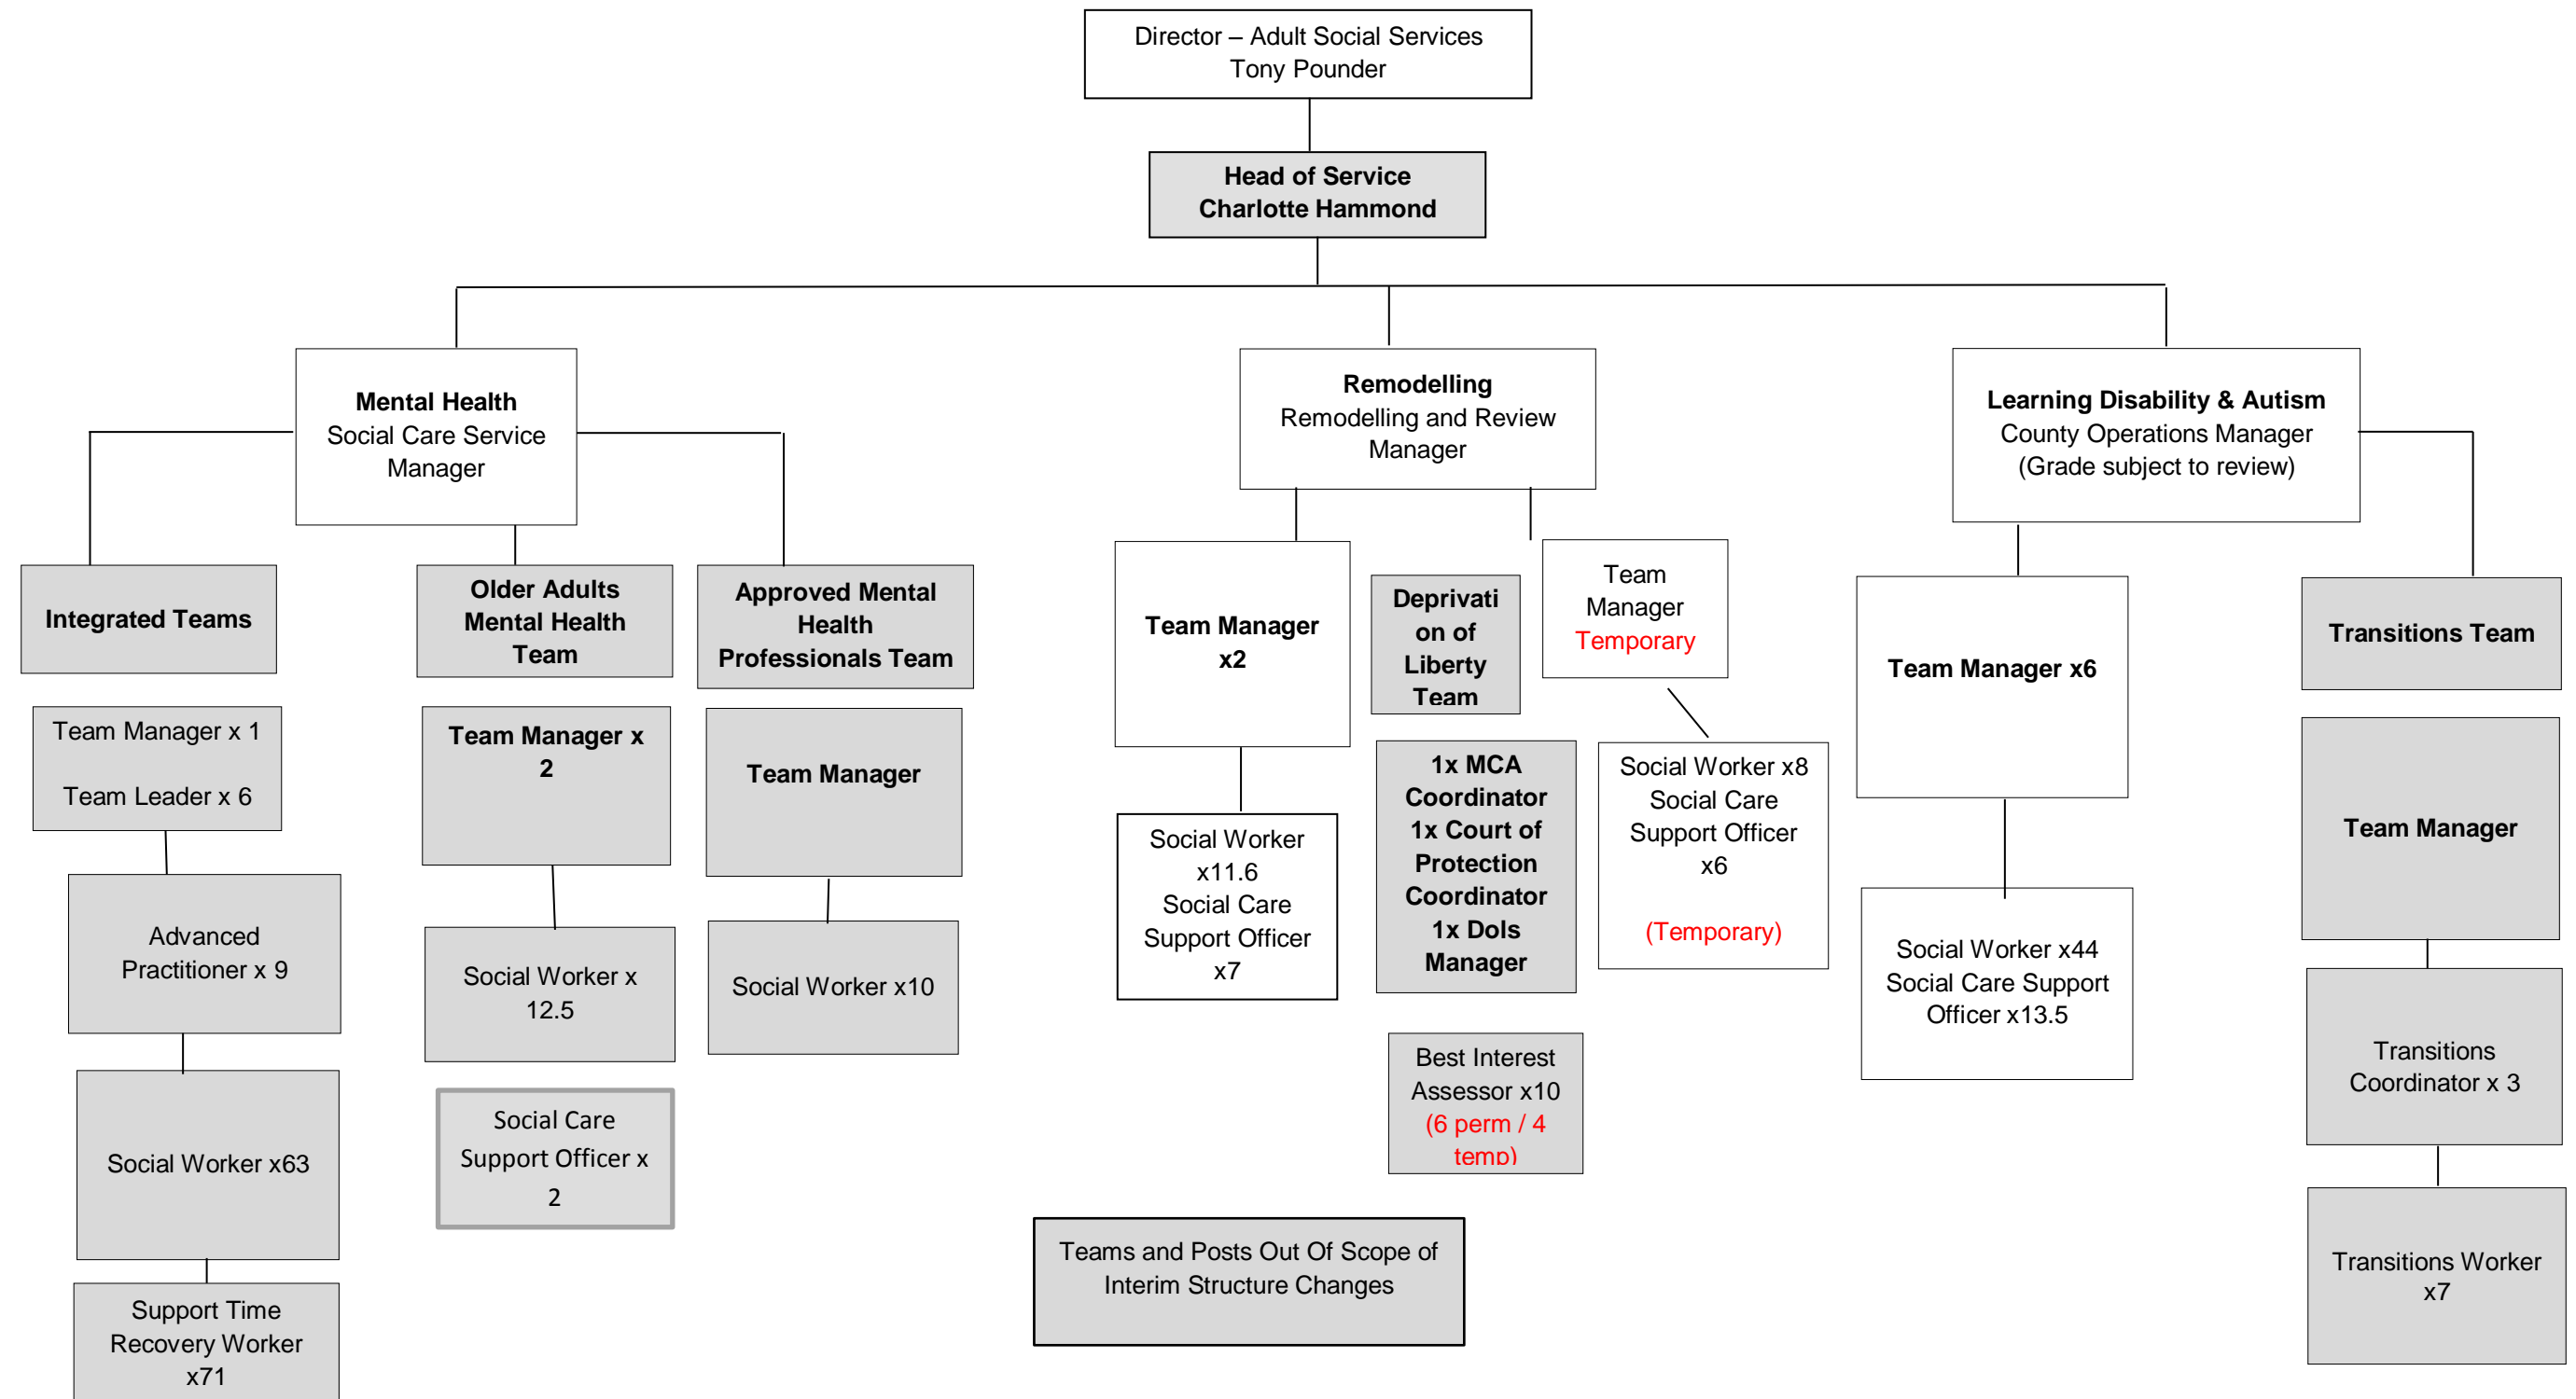 Director – Adult Social Services
Tony Pounder
Head of Service
Charlotte Hammond
Mental Health
Social Care Service
Manager
Remodelling
Remodelling and Review
Manager
Learning Disability & Autism
County Operations Manager
(Grade subject to review)
Integrated Teams
Team Manager x 1
Team Leader x 6
Advanced
Practitioner x 9
Social Worker x63
Support Time
Recovery Worker
x71
Older Adults
Mental Health
Team
Team Manager x
2
Social Worker x
12.5
Social Care
Support Officer x
2
Approved Mental
Health
Professionals Team
Team Manager
Social Worker x10
Team Manager
x2
Social Worker
x11.6
Social Care
Support Officer
x7
Deprivati
on of
Liberty
Team
1x MCA
Coordinator
1x Court of
Protection
Coordinator
1x Dols
Manager
Best Interest
Assessor x10
(6 perm / 4
temp)
Team
Manager
Temporary
Social Worker x8
Social Care
Support Officer
x6
(Temporary)
Team Manager x6
Social Worker x44
Social Care Support
Officer x13.5
Transitions Team
Team Manager
Transitions
Coordinator x 3
Transitions Worker
x7
Teams and Posts Out Of Scope of
Interim Structure Changes